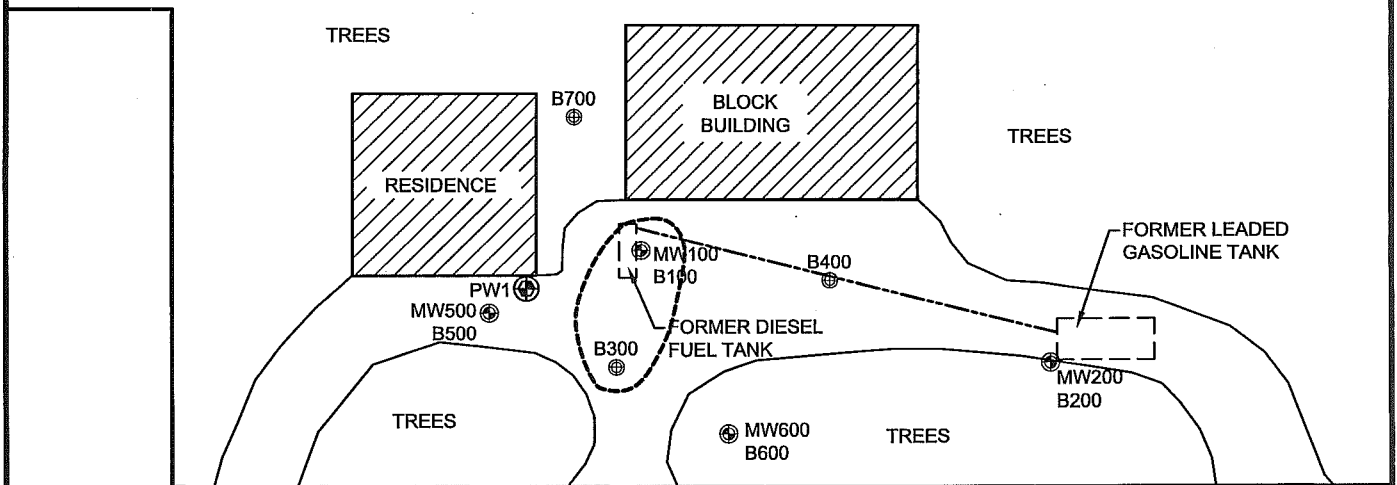 TREES
B700
BLOCK
BUILDING
TREES
RESIDENCE
FORMER LEADED
GASOLINE TANK
MW100
B100
B400
PW1
MW500
B500
FORMER DIESEL
FUEL TANK
B300
MW200
B200
TREES
MW600
B600
TREES